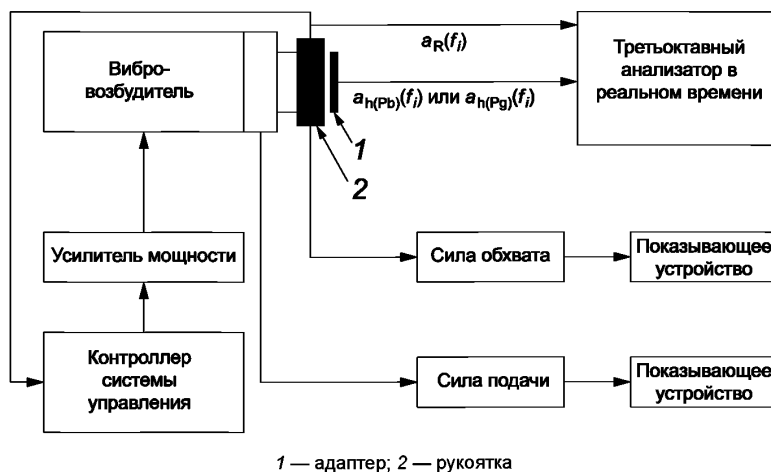 Вибро-
возбудитель
a_R(f_i)
a_h(Pb)(f_i) или a_h(Pg)(f_i)
Третьоктавный
анализатор в
реальном времени
1
2
Усилитель мощности
Сила обхвата
Показывающее
устройство
Контроллер
системы
управления
Сила подачи
Показывающее
устройство
1 — адаптер; 2 — рукоятка